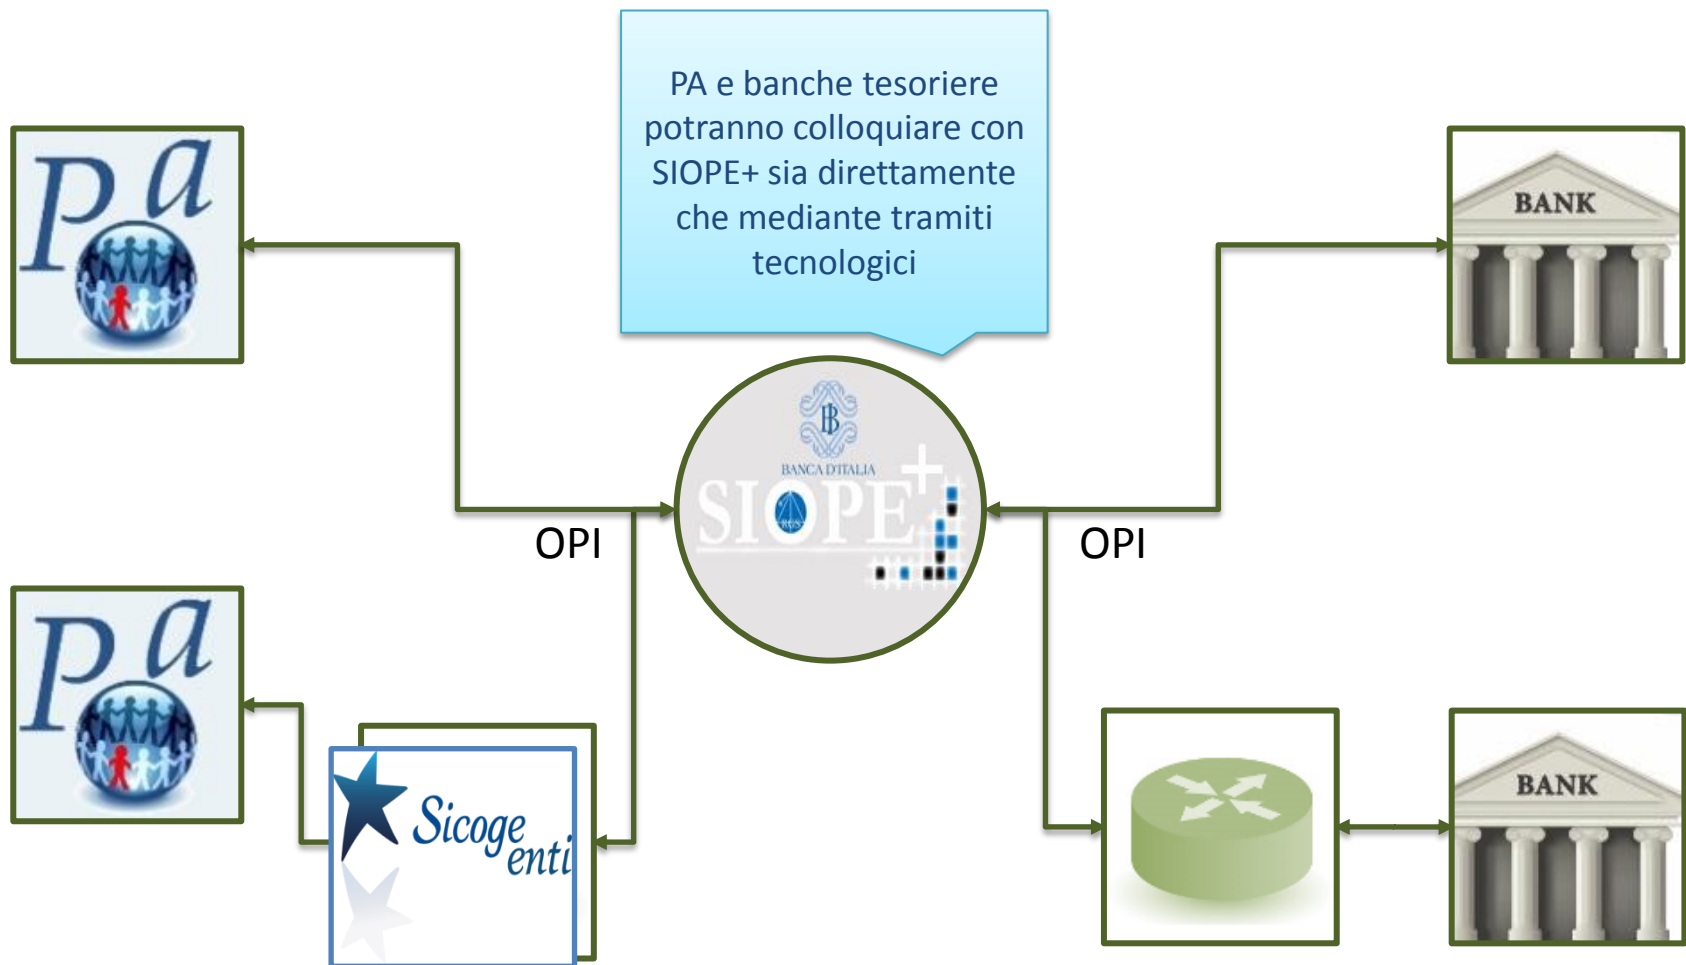 PA e banche tesoriere
potranno colloquiare con
SIOPE+ sia direttamente
che mediante tramiti
tecnologici
Pa
BANK
BANCA D'ITALIA
SIOPE+
RGS
OPI
OPI
Pa
Sicoge
enti
BANK